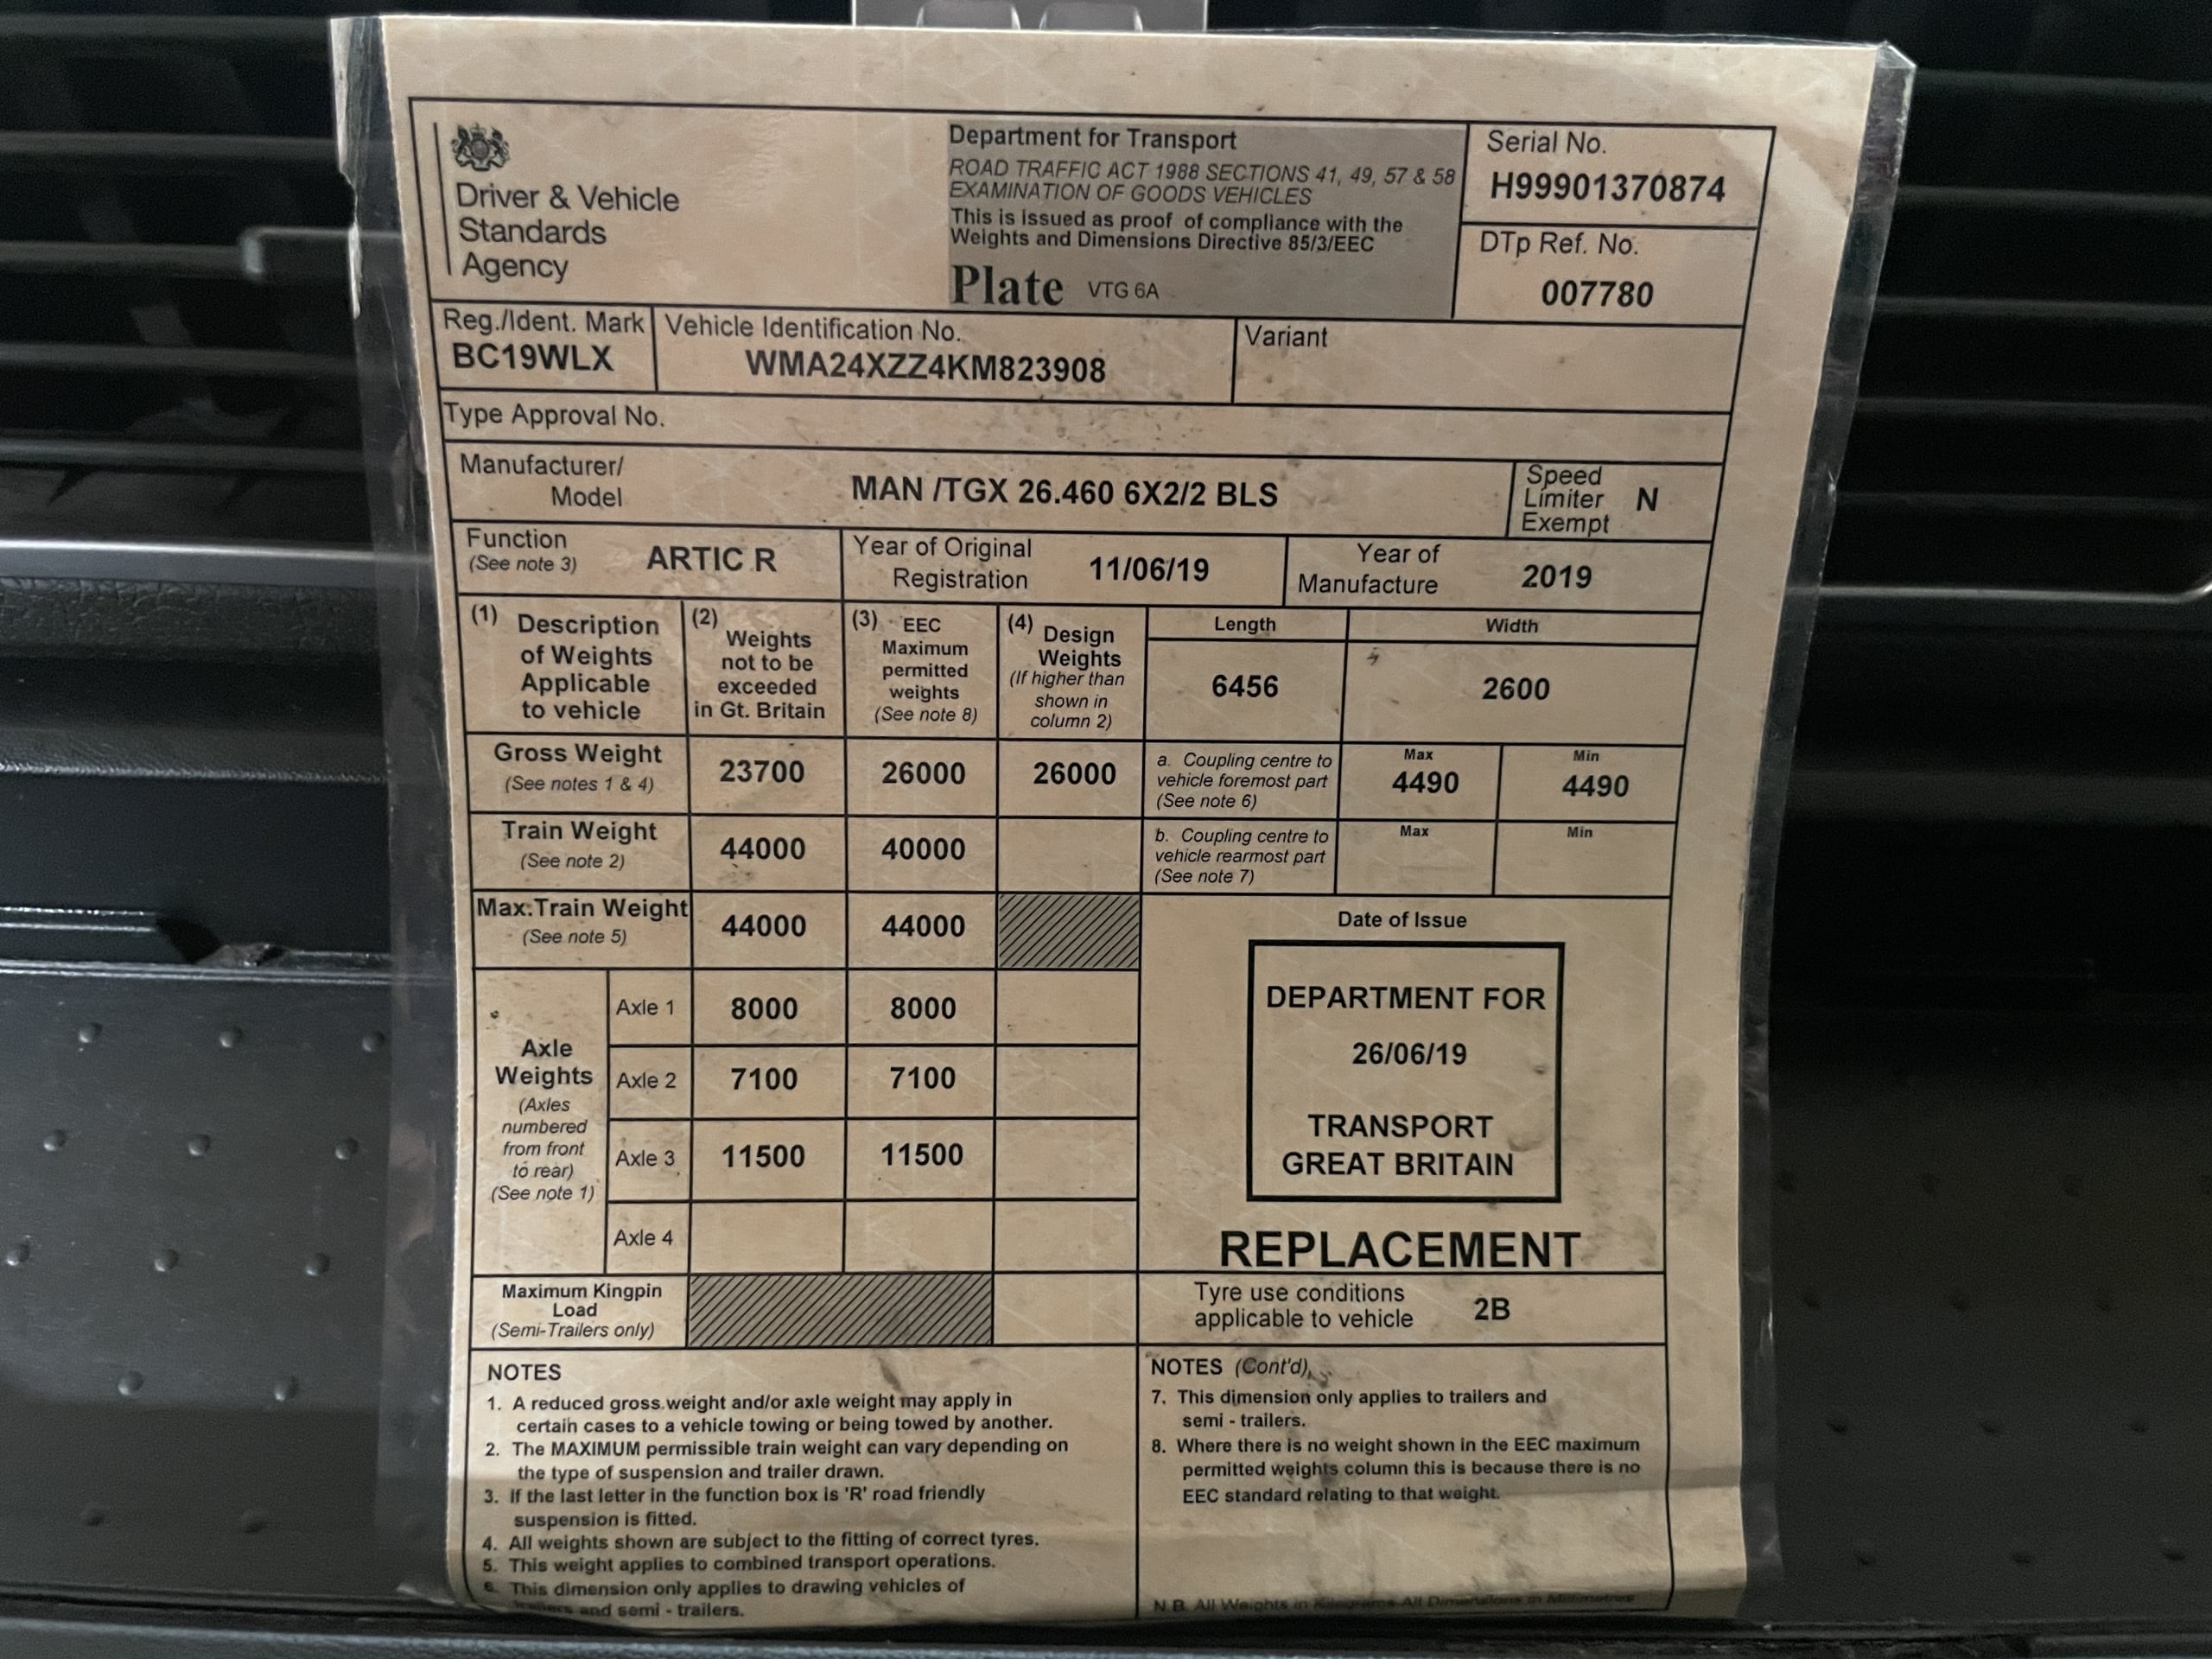 Driver & Vehicle
Standards
Agency
Department for Transport
ROAD TRAFFIC ACT 1988 SECTIONS 41, 49, 57 & 58
EXAMINATION OF GOODS VEHICLES
This is issued as proof of compliance with the
Weights and Dimensions Directive 85/3/EEC
Plate VTG 6A
Serial No.
H99901370874
DTp Ref. No.
007780
Reg./Ident. Mark
BC19WLX
Vehicle Identification No.
WMA24XZZ4KM823908
Variant
Type Approval No.
Manufacturer/
Model
MAN /TGX 26.460 6X2/2 BLS
Speed
Limiter
Exempt
N
Function
(See note 3)
ARTIC R
Year of Original
Registration
11/06/19
Year of
Manufacture
2019
(1) Description
of Weights
Applicable
to vehicle
(2) Weights
not to be
exceeded
in Gt. Britain
(3) EEC
Maximum
permitted
weights
(See note 8)
(4) Design
Weights
(If higher than
shown in
column 2)
Length
6456
Width
2600
Gross Weight
(See notes 1 & 4)
23700
26000
26000
a. Coupling centre to
vehicle foremost part
(See note 6)
Max
4490
Min
4490
Train Weight
(See note 2)
44000
40000
b. Coupling centre to
vehicle rearmost part
(See note 7)
Max
Min
Max.Train Weight
(See note 5)
44000
44000
Axle
Weights
(Axles
numbered
from front
to rear)
(See note 1)
Axle 1
8000
8000
Axle 2
7100
7100
Axle 3
11500
11500
Axle 4
Date of Issue
DEPARTMENT FOR
26/06/19
TRANSPORT
GREAT BRITAIN
REPLACEMENT
Maximum Kingpin
Load
(Semi-Trailers only)
Tyre use conditions
applicable to vehicle
2B
NOTES
1. A reduced gross weight and/or axle weight may apply in
certain cases to a vehicle towing or being towed by another.
2. The MAXIMUM permissible train weight can vary depending on
the type of suspension and trailer drawn.
3. If the last letter in the function box is 'R' road friendly
suspension is fitted.
4. All weights shown are subject to the fitting of correct tyres.
5. This weight applies to combined transport operations.
6. This dimension only applies to drawing vehicles of
trailers and semi - trailers.
NOTES (Cont'd)
7. This dimension only applies to trailers and
semi - trailers.
8. Where there is no weight shown in the EEC maximum
permitted weights column this is because there is no
EEC standard relating to that weight.
N.B. All Weights in Kilograms All Dimensions in Millimetres